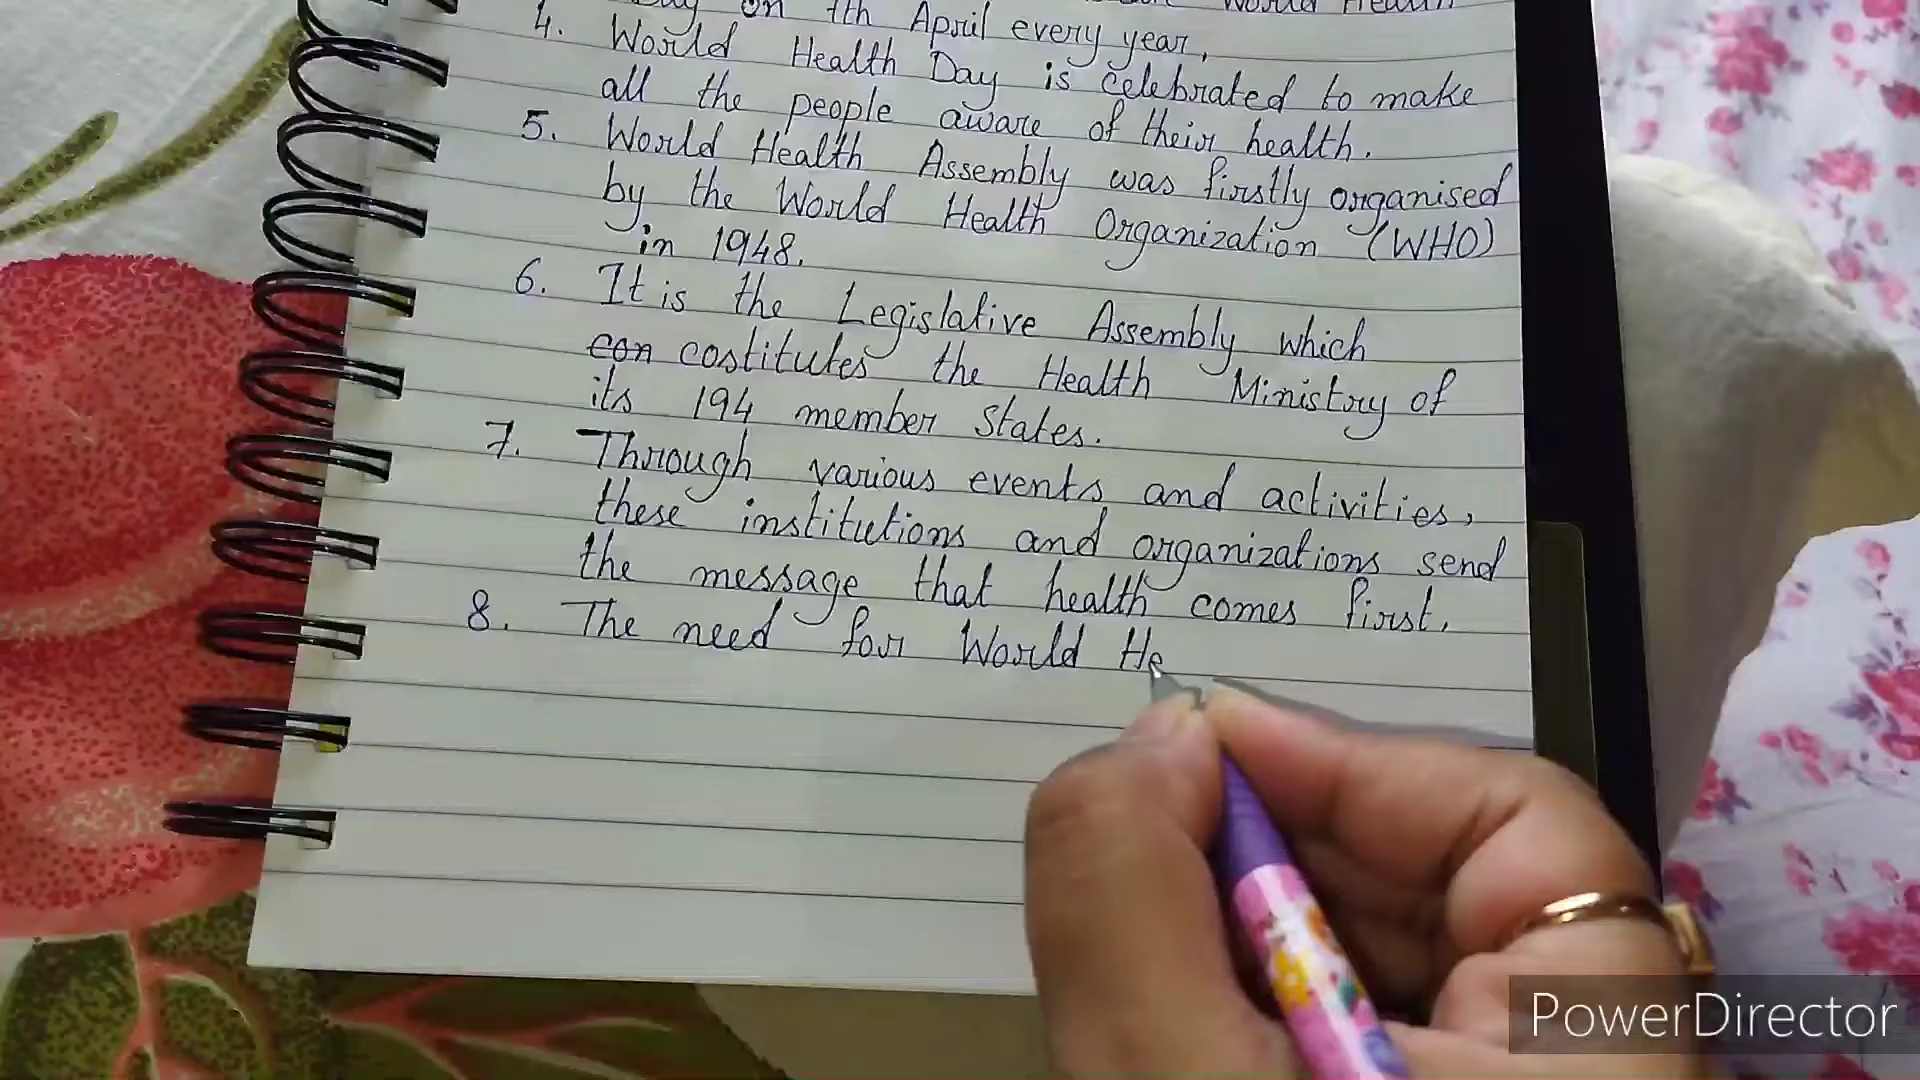 Day on 7th April every year. World Health
4. World Health Day is celebrated to make
all the people aware of their health.
5. World Health Assembly was firstly organised
by the World Health Organization (WHO)
in 1948.
6. It is the Legislative Assembly which
con costitutes the Health Ministry of
its 194 member States.
7. Through various events and activities,
these institutions and organizations send
the message that health comes first.
8. The need for World He
PowerDirector